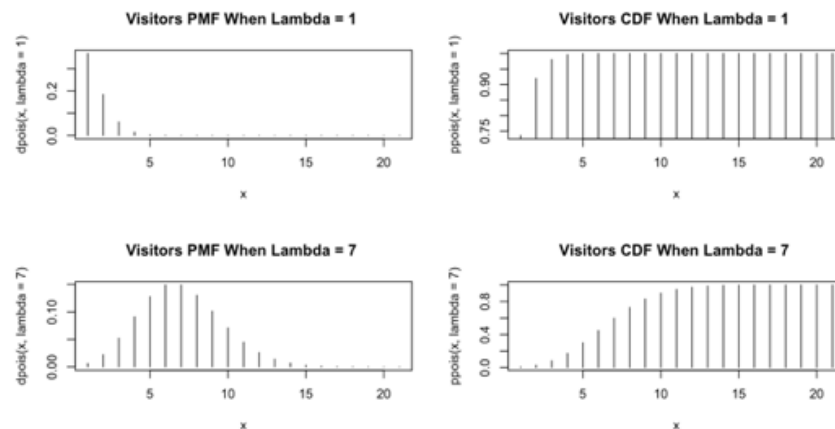 Visitors PMF When Lambda = 1
dpois(x, lambda = 1)
0.2
0.0
5 10 15 20
x
Visitors CDF When Lambda = 1
ppois(x, lambda = 1)
0.90
0.75
5 10 15 20
x
Visitors PMF When Lambda = 7
dpois(x, lambda = 7)
0.10
0.00
5 10 15 20
x
Visitors CDF When Lambda = 7
ppois(x, lambda = 7)
0.8
0.4
0.0
5 10 15 20
x